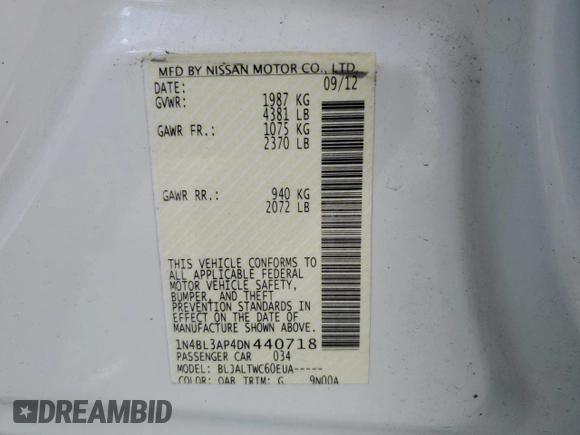 MFD BY NISSAN MOTOR CO., LTD.
DATE: 09/12
GVWR: 1987 KG
4381 LB
GAWR FR.: 1075 KG
2370 LB
GAWR RR.: 940 KG
2072 LB
THIS VEHICLE CONFORMS TO
ALL APPLICABLE FEDERAL
MOTOR VEHICLE SAFETY,
BUMPER, AND THEFT
PREVENTION STANDARDS IN
EFFECT ON THE DATE OF
MANUFACTURE SHOWN ABOVE.
1N4BL3AP4DN440718
PASSENGER CAR 034
MODEL: BLJALTWC60EUA-----
COLOR: QAB TRIM: G 9N00A
DREAMBID